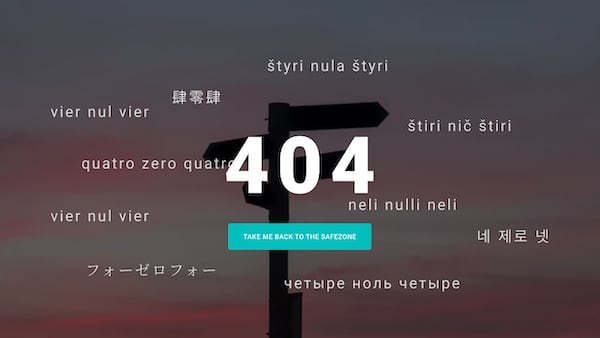 štyri nula štyri
肆零肆
vier nul vier
štiri nič štiri
404
quatro zero quatro
neli nulli neli
vier nul vier
TAKE ME BACK TO THE SAFEZONE
네 제로 넷
フォーゼロフォー
четыре ноль четыре